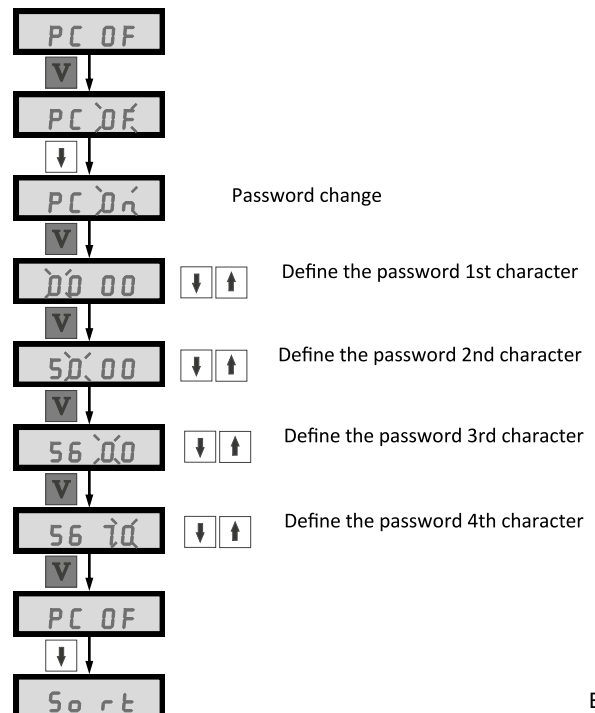 PC OF
V
PC OF
PC On
Password change
V
00 00
Define the password 1st character
V
50 00
Define the password 2nd character
V
56 00
Define the password 3rd character
V
56 70
Define the password 4th character
V
PC OF
Sort